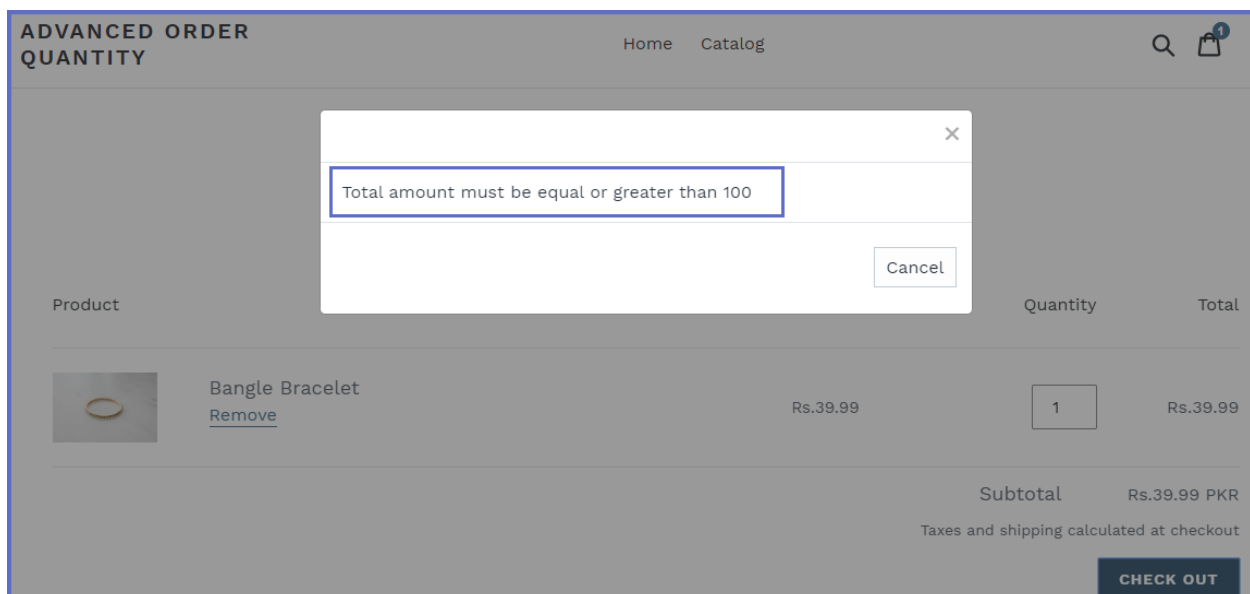 ADVANCED ORDER
QUANTITY
Home Catalog
1
×
Total amount must be equal or greater than 100
Cancel
Product Quantity Total
Bangle Bracelet
Remove
Rs.39.99 1 Rs.39.99
Subtotal Rs.39.99 PKR
Taxes and shipping calculated at checkout
CHECK OUT